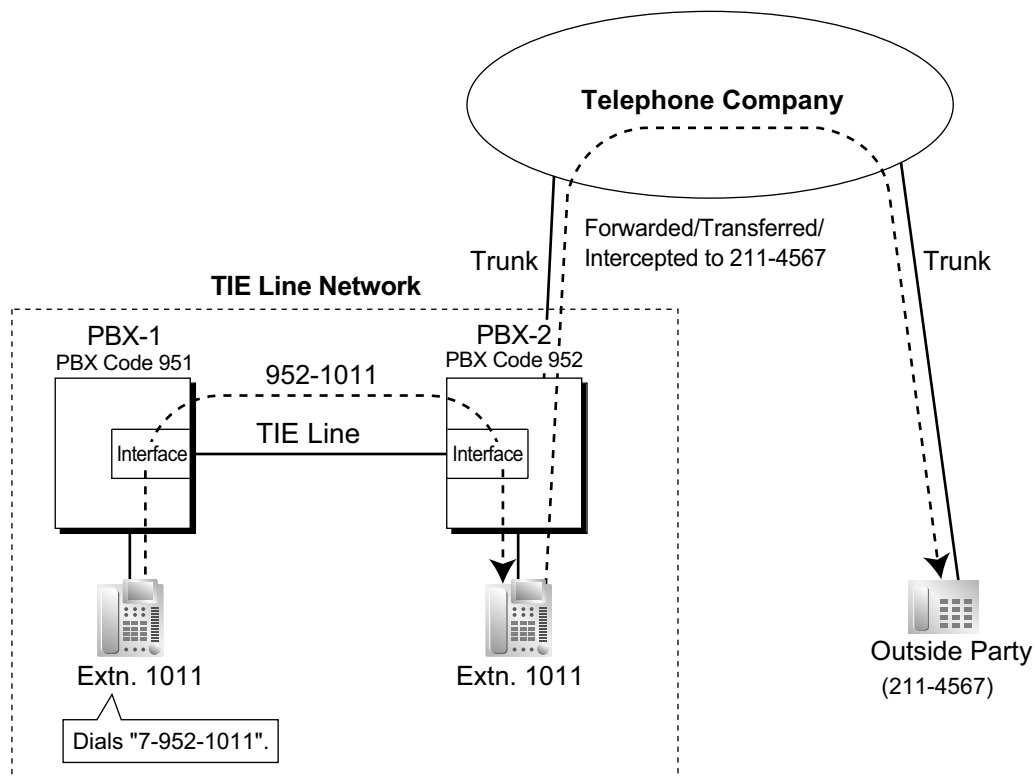 Telephone Company
Forwarded/Transferred/
Intercepted to 211-4567
Trunk
Trunk
TIE Line Network
PBX-1
PBX Code 951
PBX-2
PBX Code 952
952-1011
TIE Line
Interface
Interface
Extn. 1011
Extn. 1011
Dials "7-952-1011".
Outside Party
(211-4567)